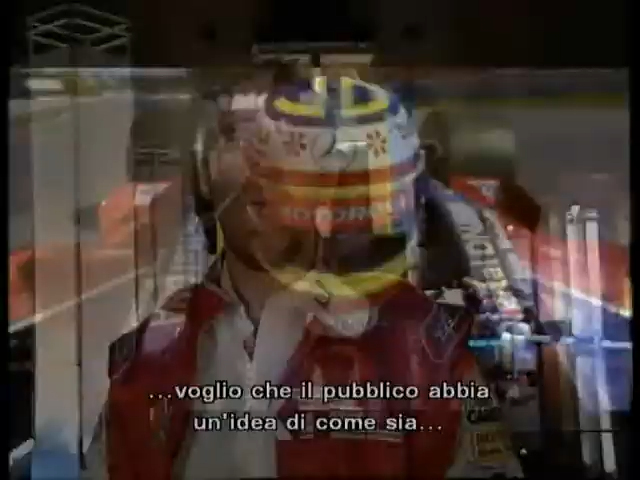 ...voglio che il pubblico abbia
un'idea di come sia...